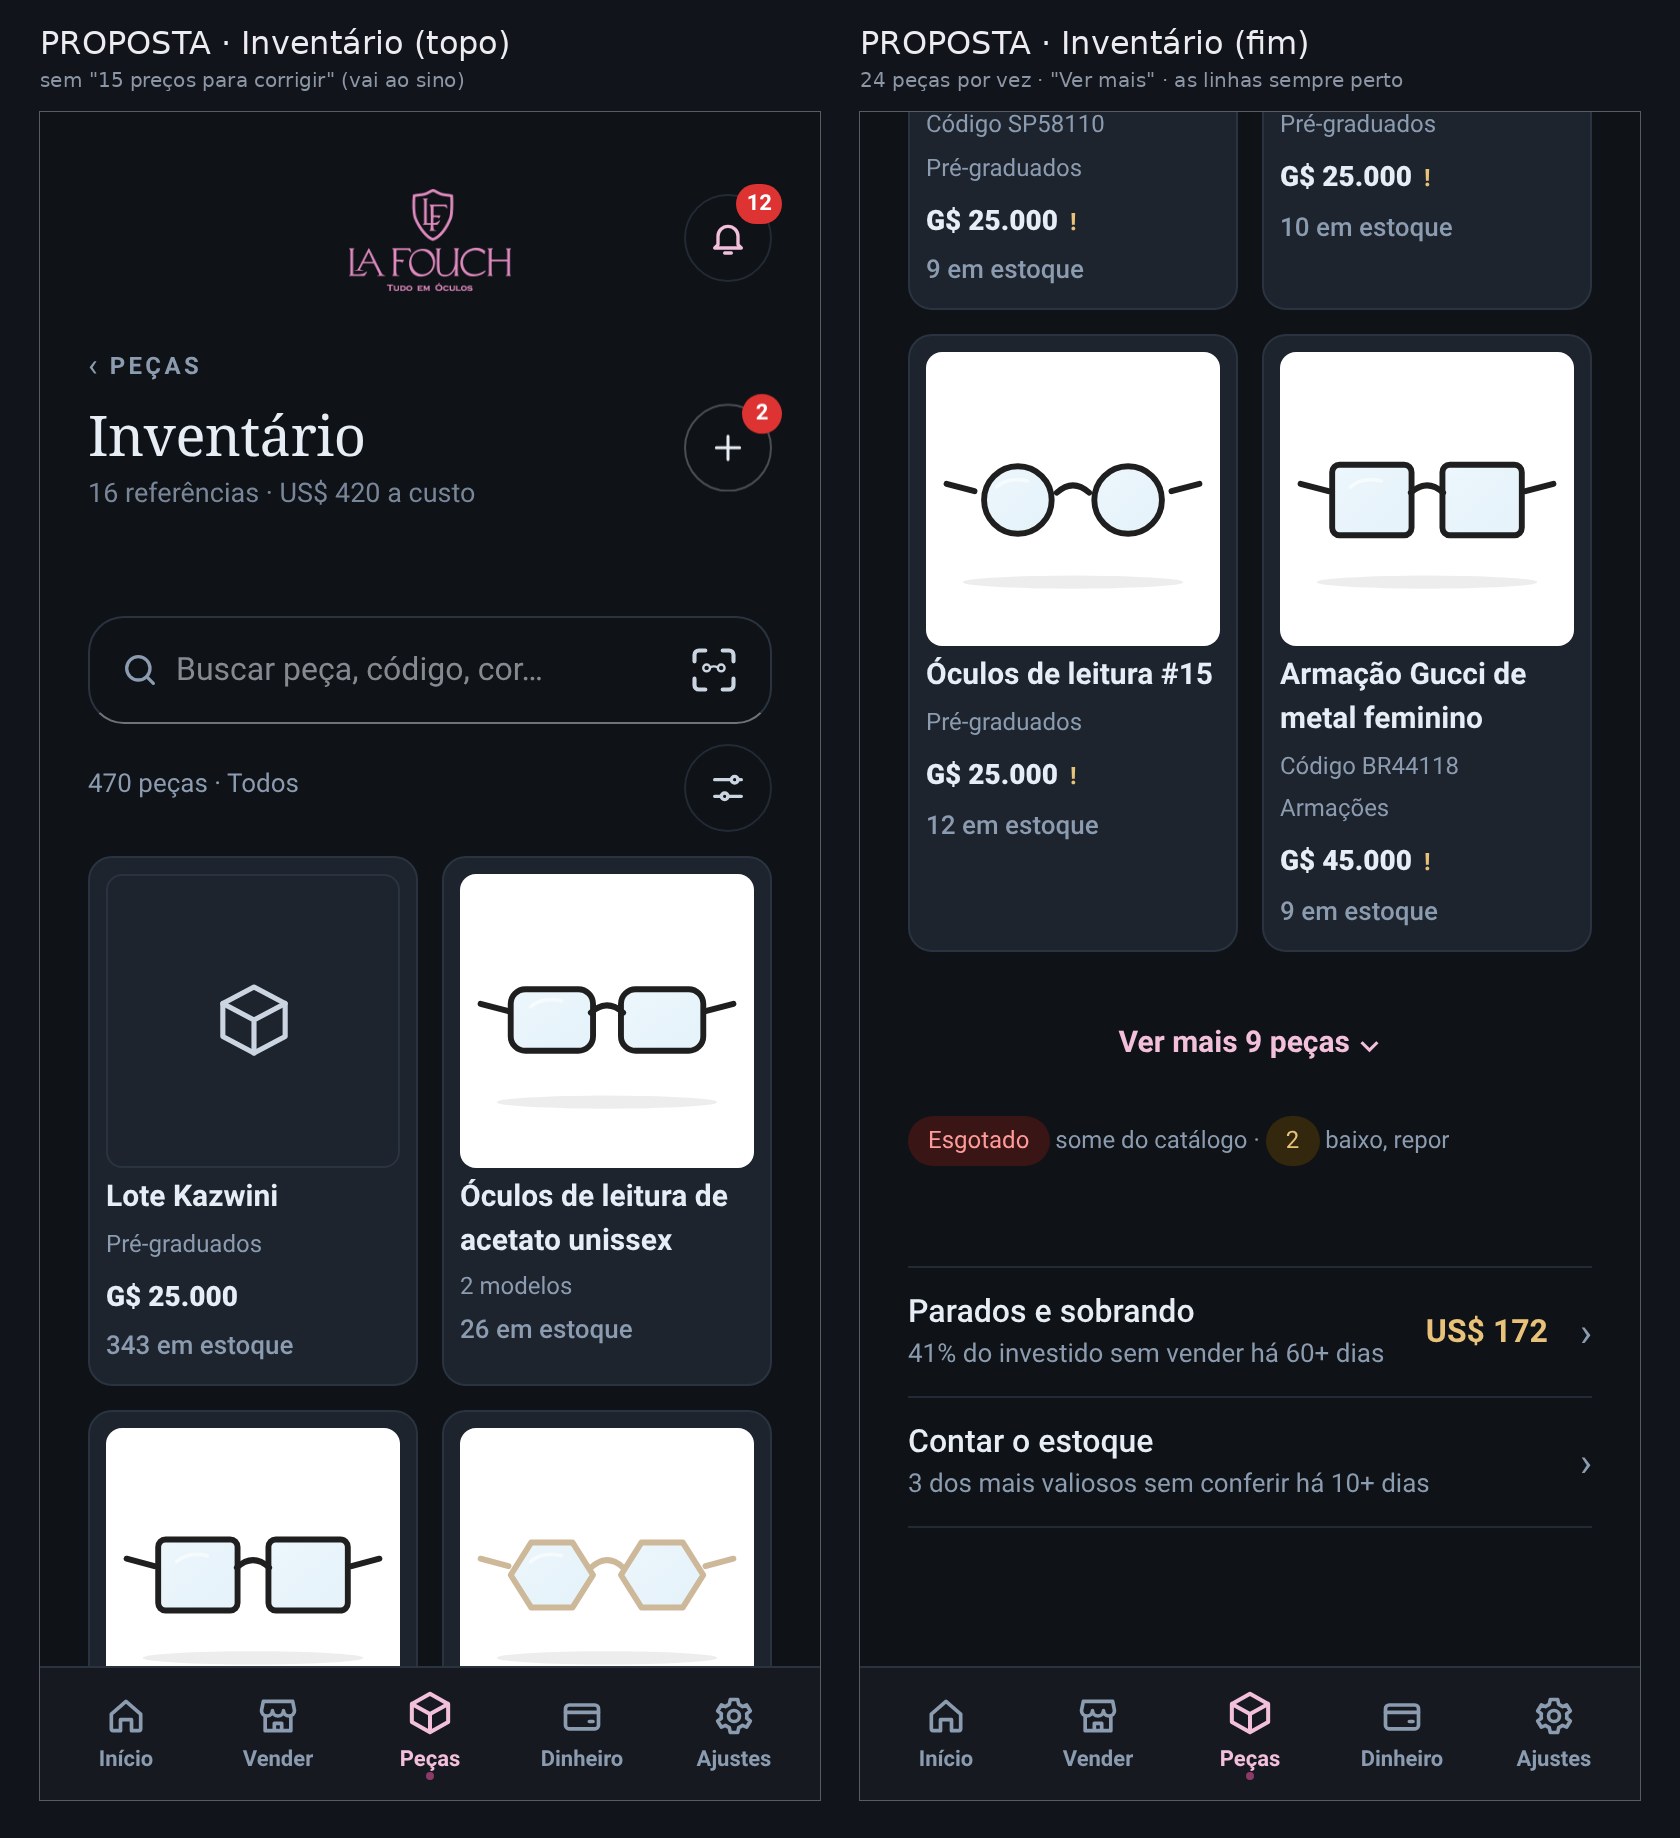 PROPOSTA · Inventário (topo)
sem "15 preços para corrigir" (vai ao sino)
LF
LA FOUCH
TUDO EM ÓCULOS
12
‹ PEÇAS
Inventário
2
16 referências · US$ 420 a custo
Buscar peça, código, cor...
470 peças · Todos
Lote Kazwini
Pré-graduados
G$ 25.000
343 em estoque
Óculos de leitura de
acetato unissex
2 modelos
26 em estoque
Início
Vender
Peças
Dinheiro
Ajustes
PROPOSTA · Inventário (fim)
24 peças por vez · "Ver mais" · as linhas sempre perto
Código SP58110
Pré-graduados
G$ 25.000 !
9 em estoque
Pré-graduados
G$ 25.000 !
10 em estoque
Óculos de leitura #15
Pré-graduados
G$ 25.000 !
12 em estoque
Armação Gucci de
metal feminino
Código BR44118
Armações
G$ 45.000 !
9 em estoque
Ver mais 9 peças
Esgotado some do catálogo · 2 baixo, repor
Parados e sobrando
41% do investido sem vender há 60+ dias
US$ 172 ›
Contar o estoque
3 dos mais valiosos sem conferir há 10+ dias
›
Início
Vender
Peças
Dinheiro
Ajustes